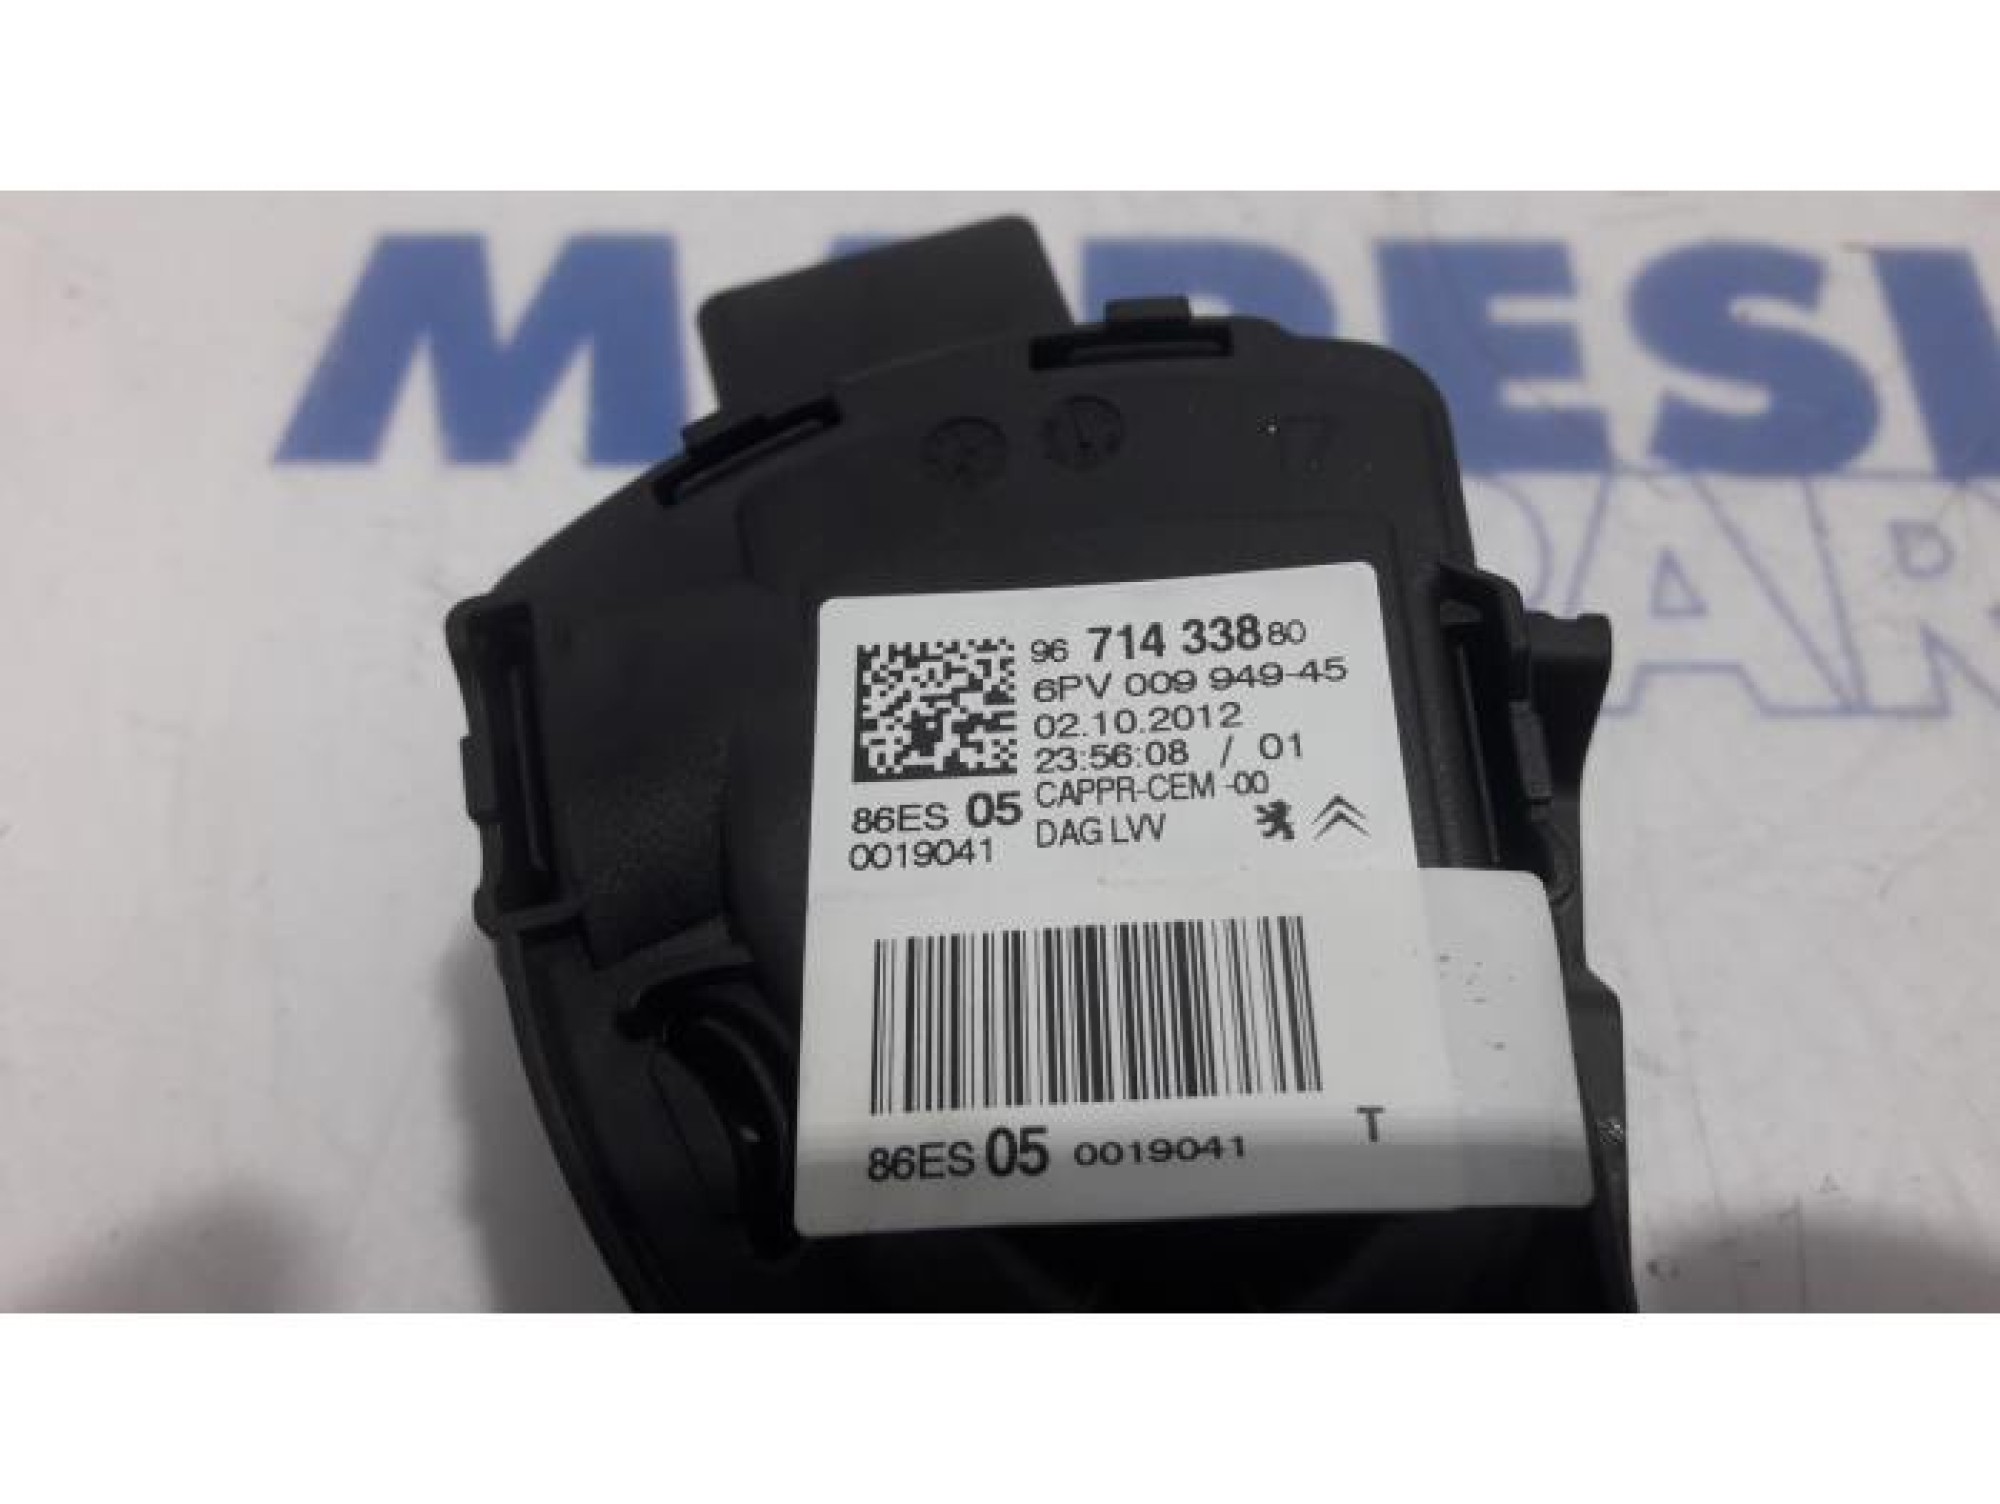 96 714 338 80
6PV 009 949-45
02.10.2012
23:56:08 / 01
CAPPR-CEM -00
86ES 05
DAG LVV
0019041
86ES 05 0019041 T